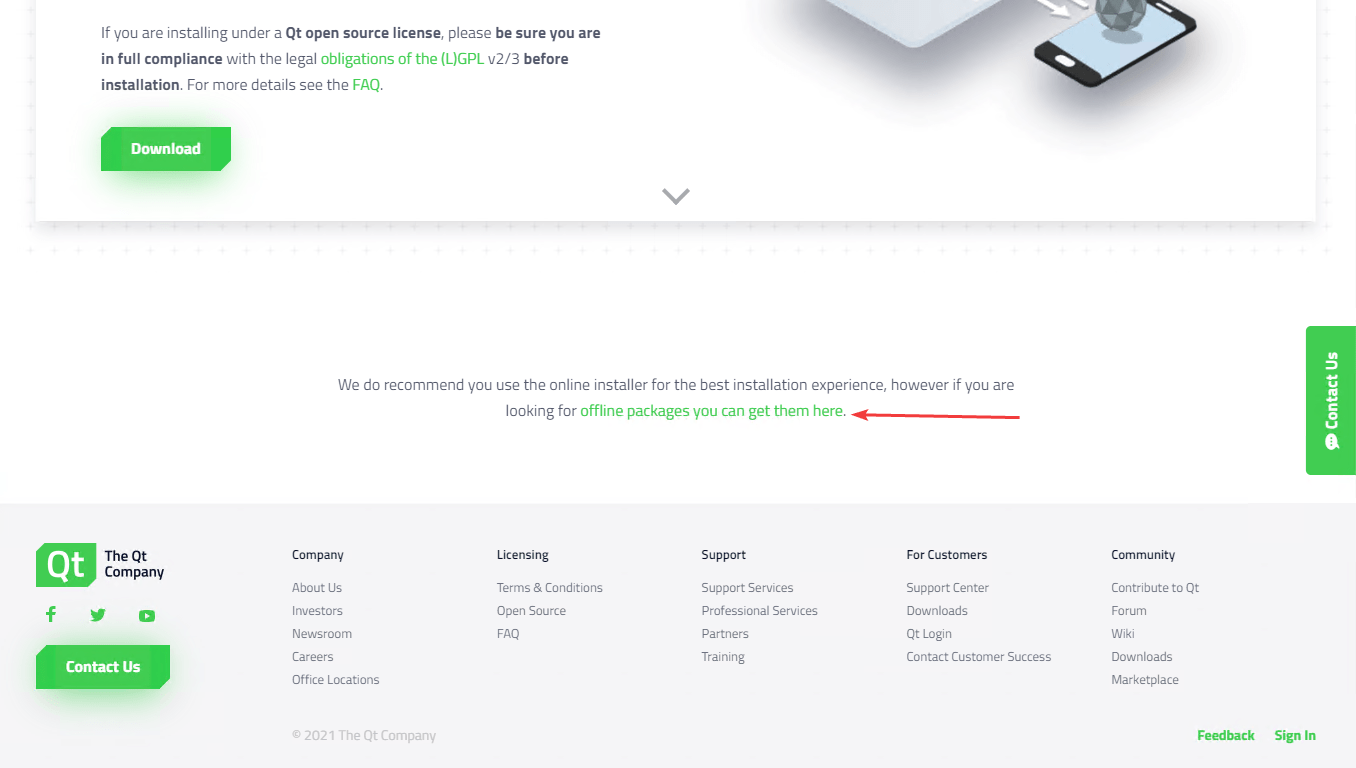 If you are installing under a Qt open source license, please be sure you are
in full compliance with the legal obligations of the (L)GPL v2/3 before
installation. For more details see the FAQ.
Download
We do recommend you use the online installer for the best installation experience, however if you are
looking for offline packages you can get them here.
Contact Us
Qt
The Qt
Company
Contact Us
Company
About Us
Investors
Newsroom
Careers
Office Locations
Licensing
Terms & Conditions
Open Source
FAQ
Support
Support Services
Professional Services
Partners
Training
For Customers
Support Center
Downloads
Qt Login
Contact Customer Success
Community
Contribute to Qt
Forum
Wiki
Downloads
Marketplace
© 2021 The Qt Company
Feedback
Sign In